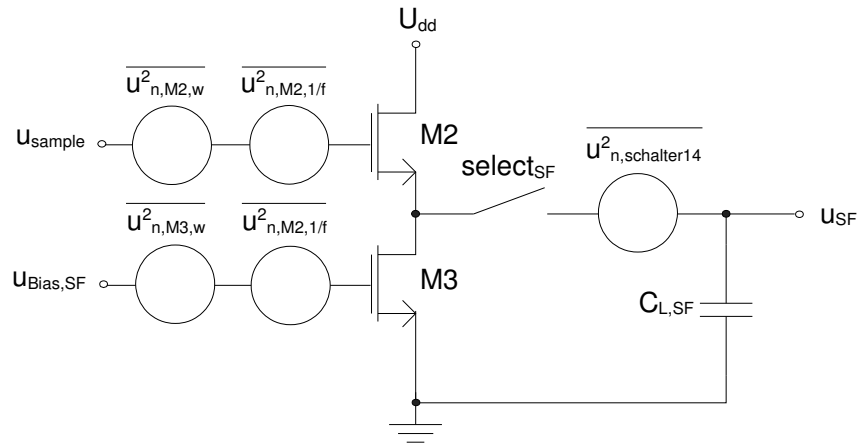 U_dd
u²_n,M2,w
u²_n,M2,1/f
u_sample
M2
select_SF
u²_n,schalter14
u_SF
u²_n,M3,w
u²_n,M2,1/f
u_Bias,SF
M3
C_L,SF